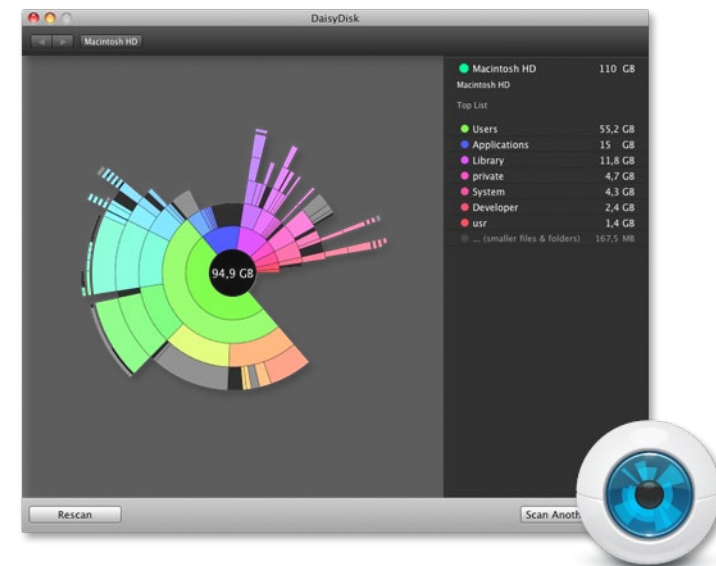 DaisyDisk
Macintosh HD
Macintosh HD 110 GB
Macintosh HD
Top List
Users 55,2 GB
Applications 15 GB
Library 11,8 GB
private 4,7 GB
System 4,3 GB
Developer 2,4 GB
usr 1,4 GB
... (smaller files & folders) 167,5 MB
94,9 GB
Rescan
Scan Anoth